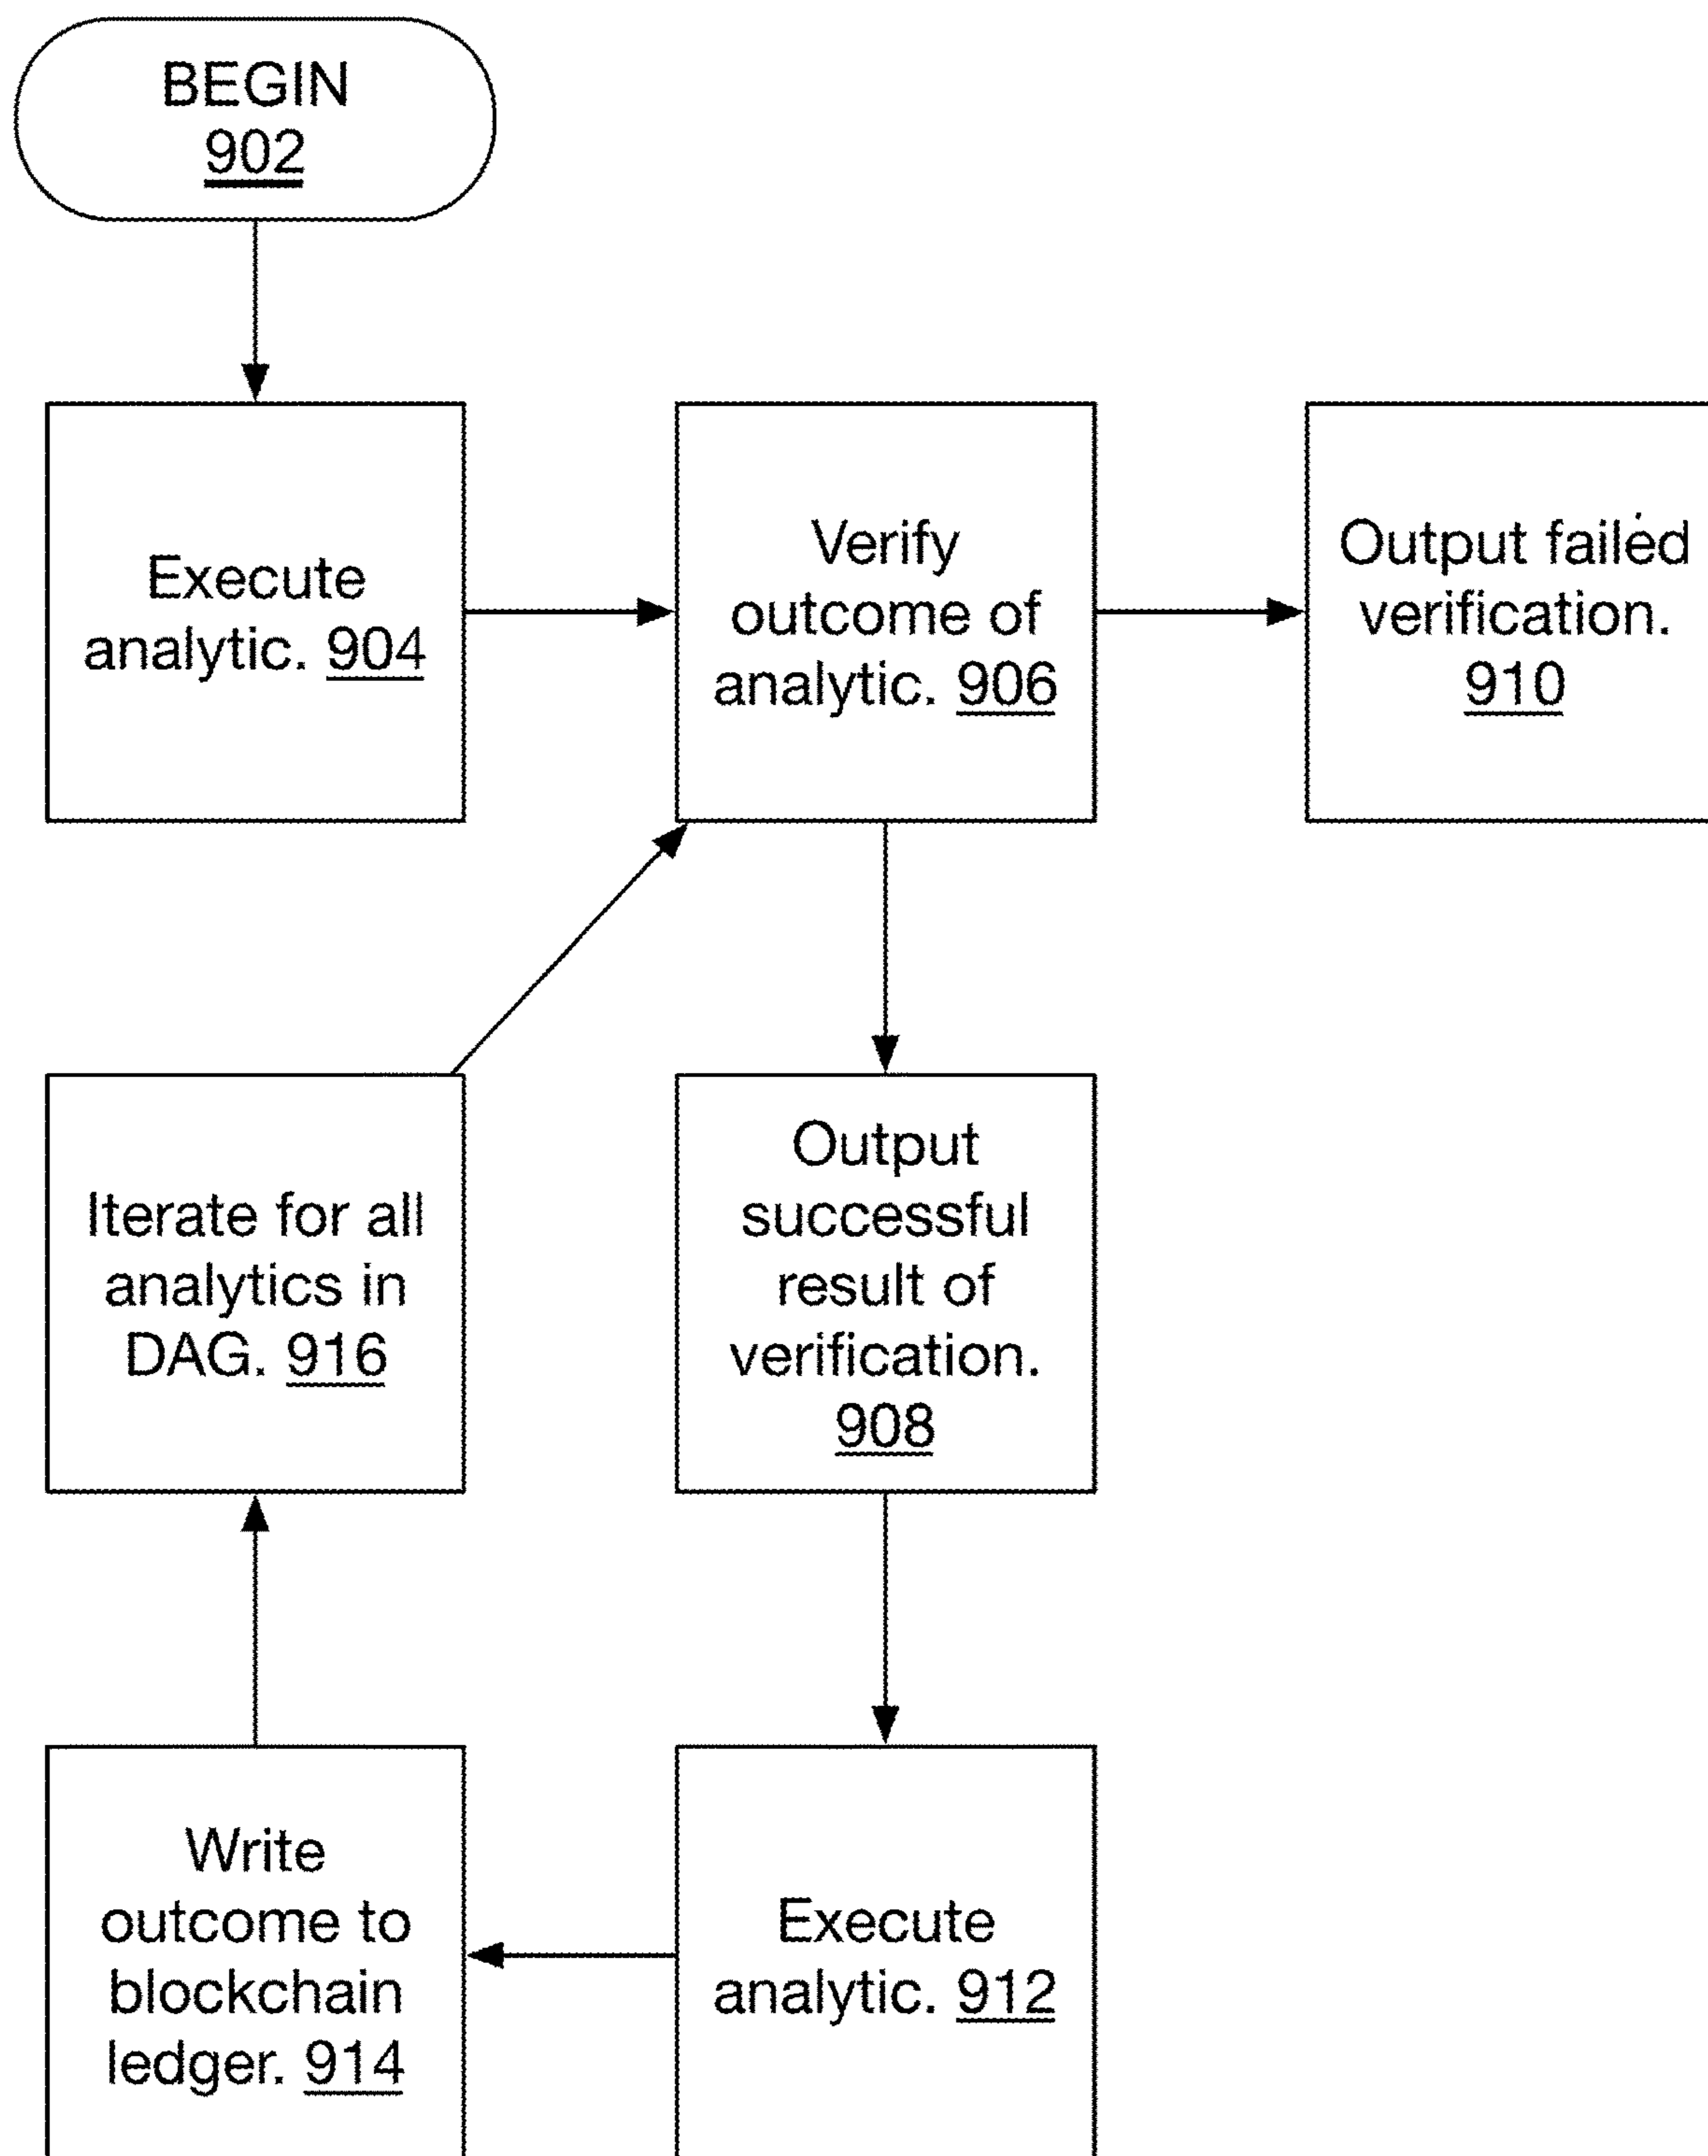 BEGIN
902
Execute
analytic. 904
Verify
outcome of
analytic. 906
Output failed
verification.
910
Iterate for all
analytics in
DAG. 916
Output
successful
result of
verification.
908
Write
outcome to
blockchain
ledger. 914
Execute
analytic. 912